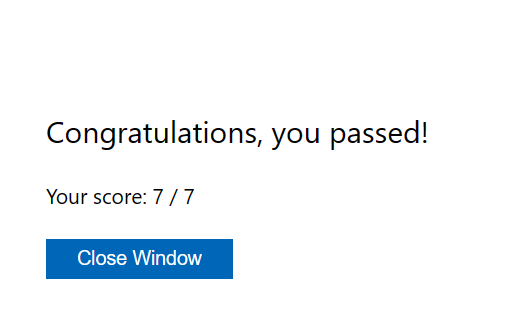 Congratulations, you passed!
Your score: 7 / 7
Close Window